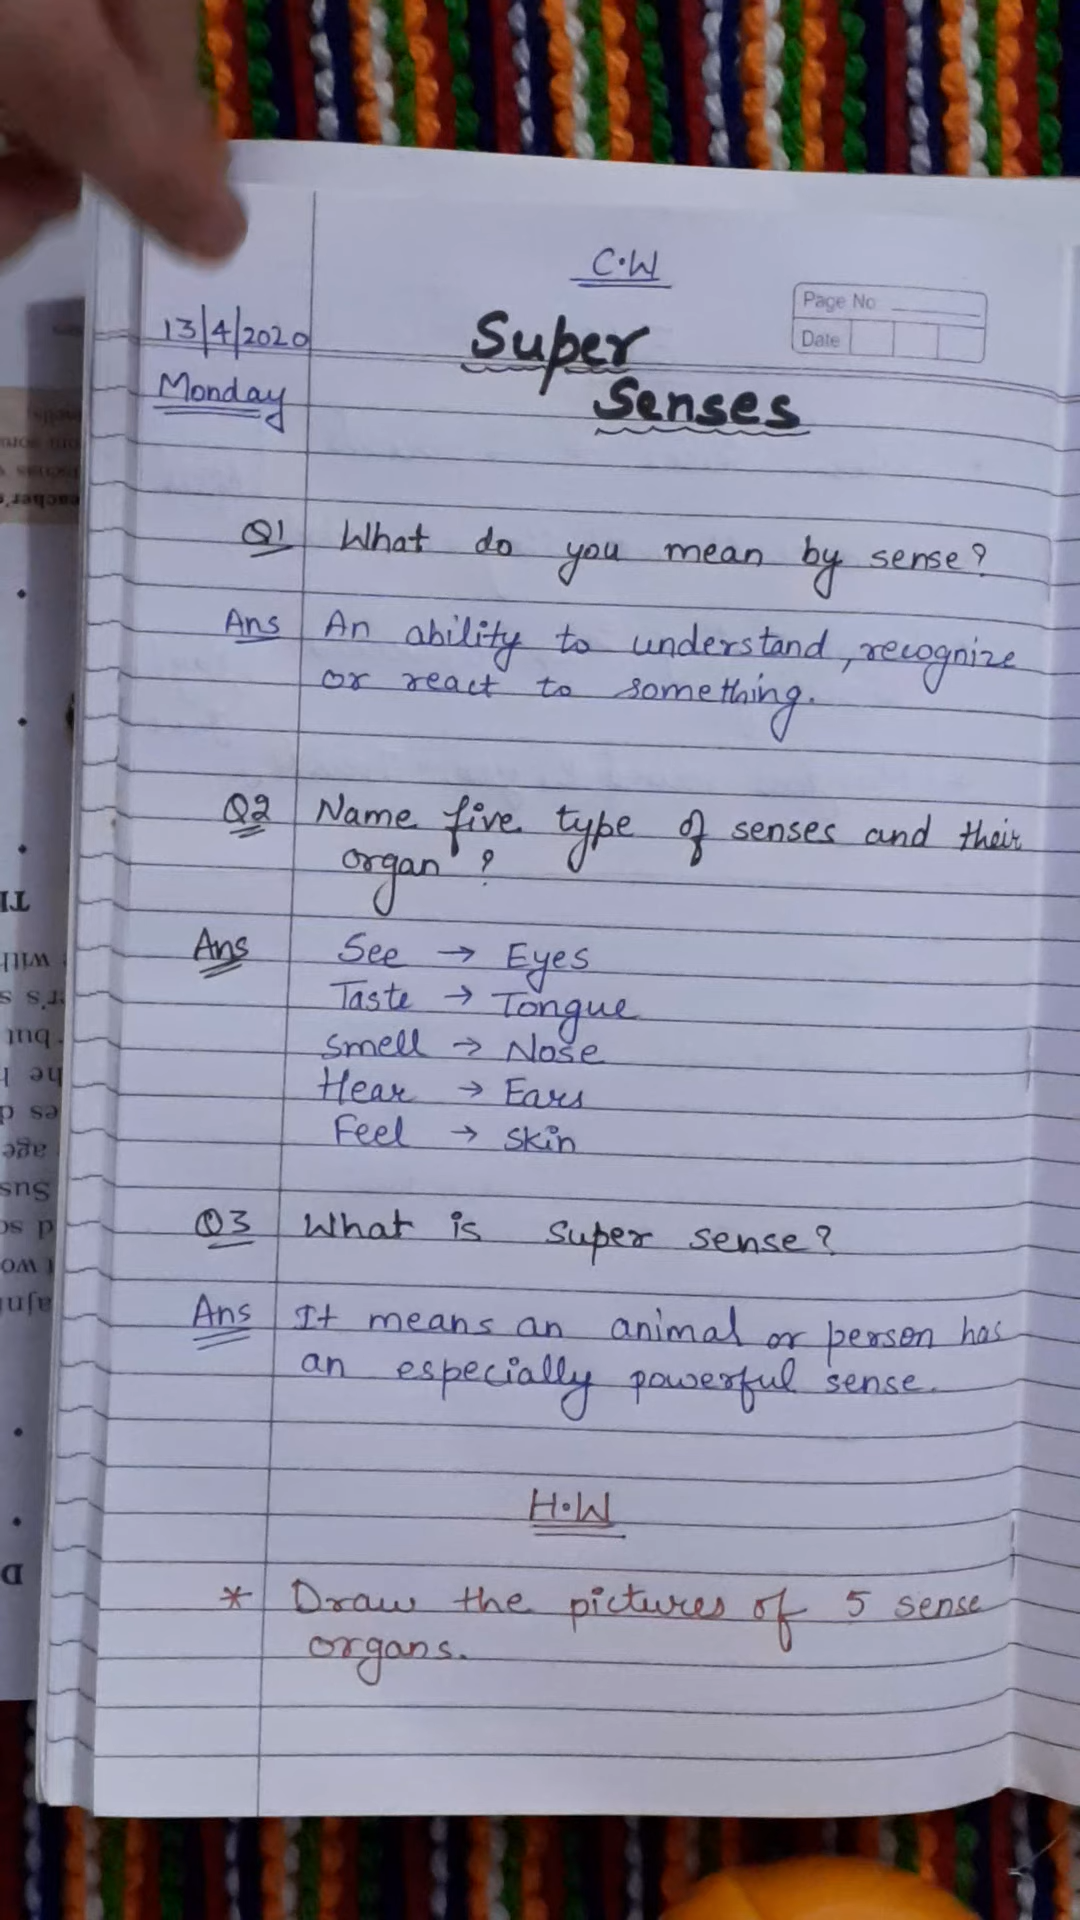 C.W
Page No
Date
13/4/2020
Monday
Super
Senses
Q1 What do you mean by sense?
Ans An ability to understand, recognize
or react to something.
Q2 Name five type of senses and their
organ?
Ans See → Eyes
Taste → Tongue
Smell → Nose
Hear → Ears
Feel → Skin
Q3 What is super sense?
Ans It means an animal or person has
an especially powerful sense.
H.W
* Draw the pictures of 5 sense
organs.